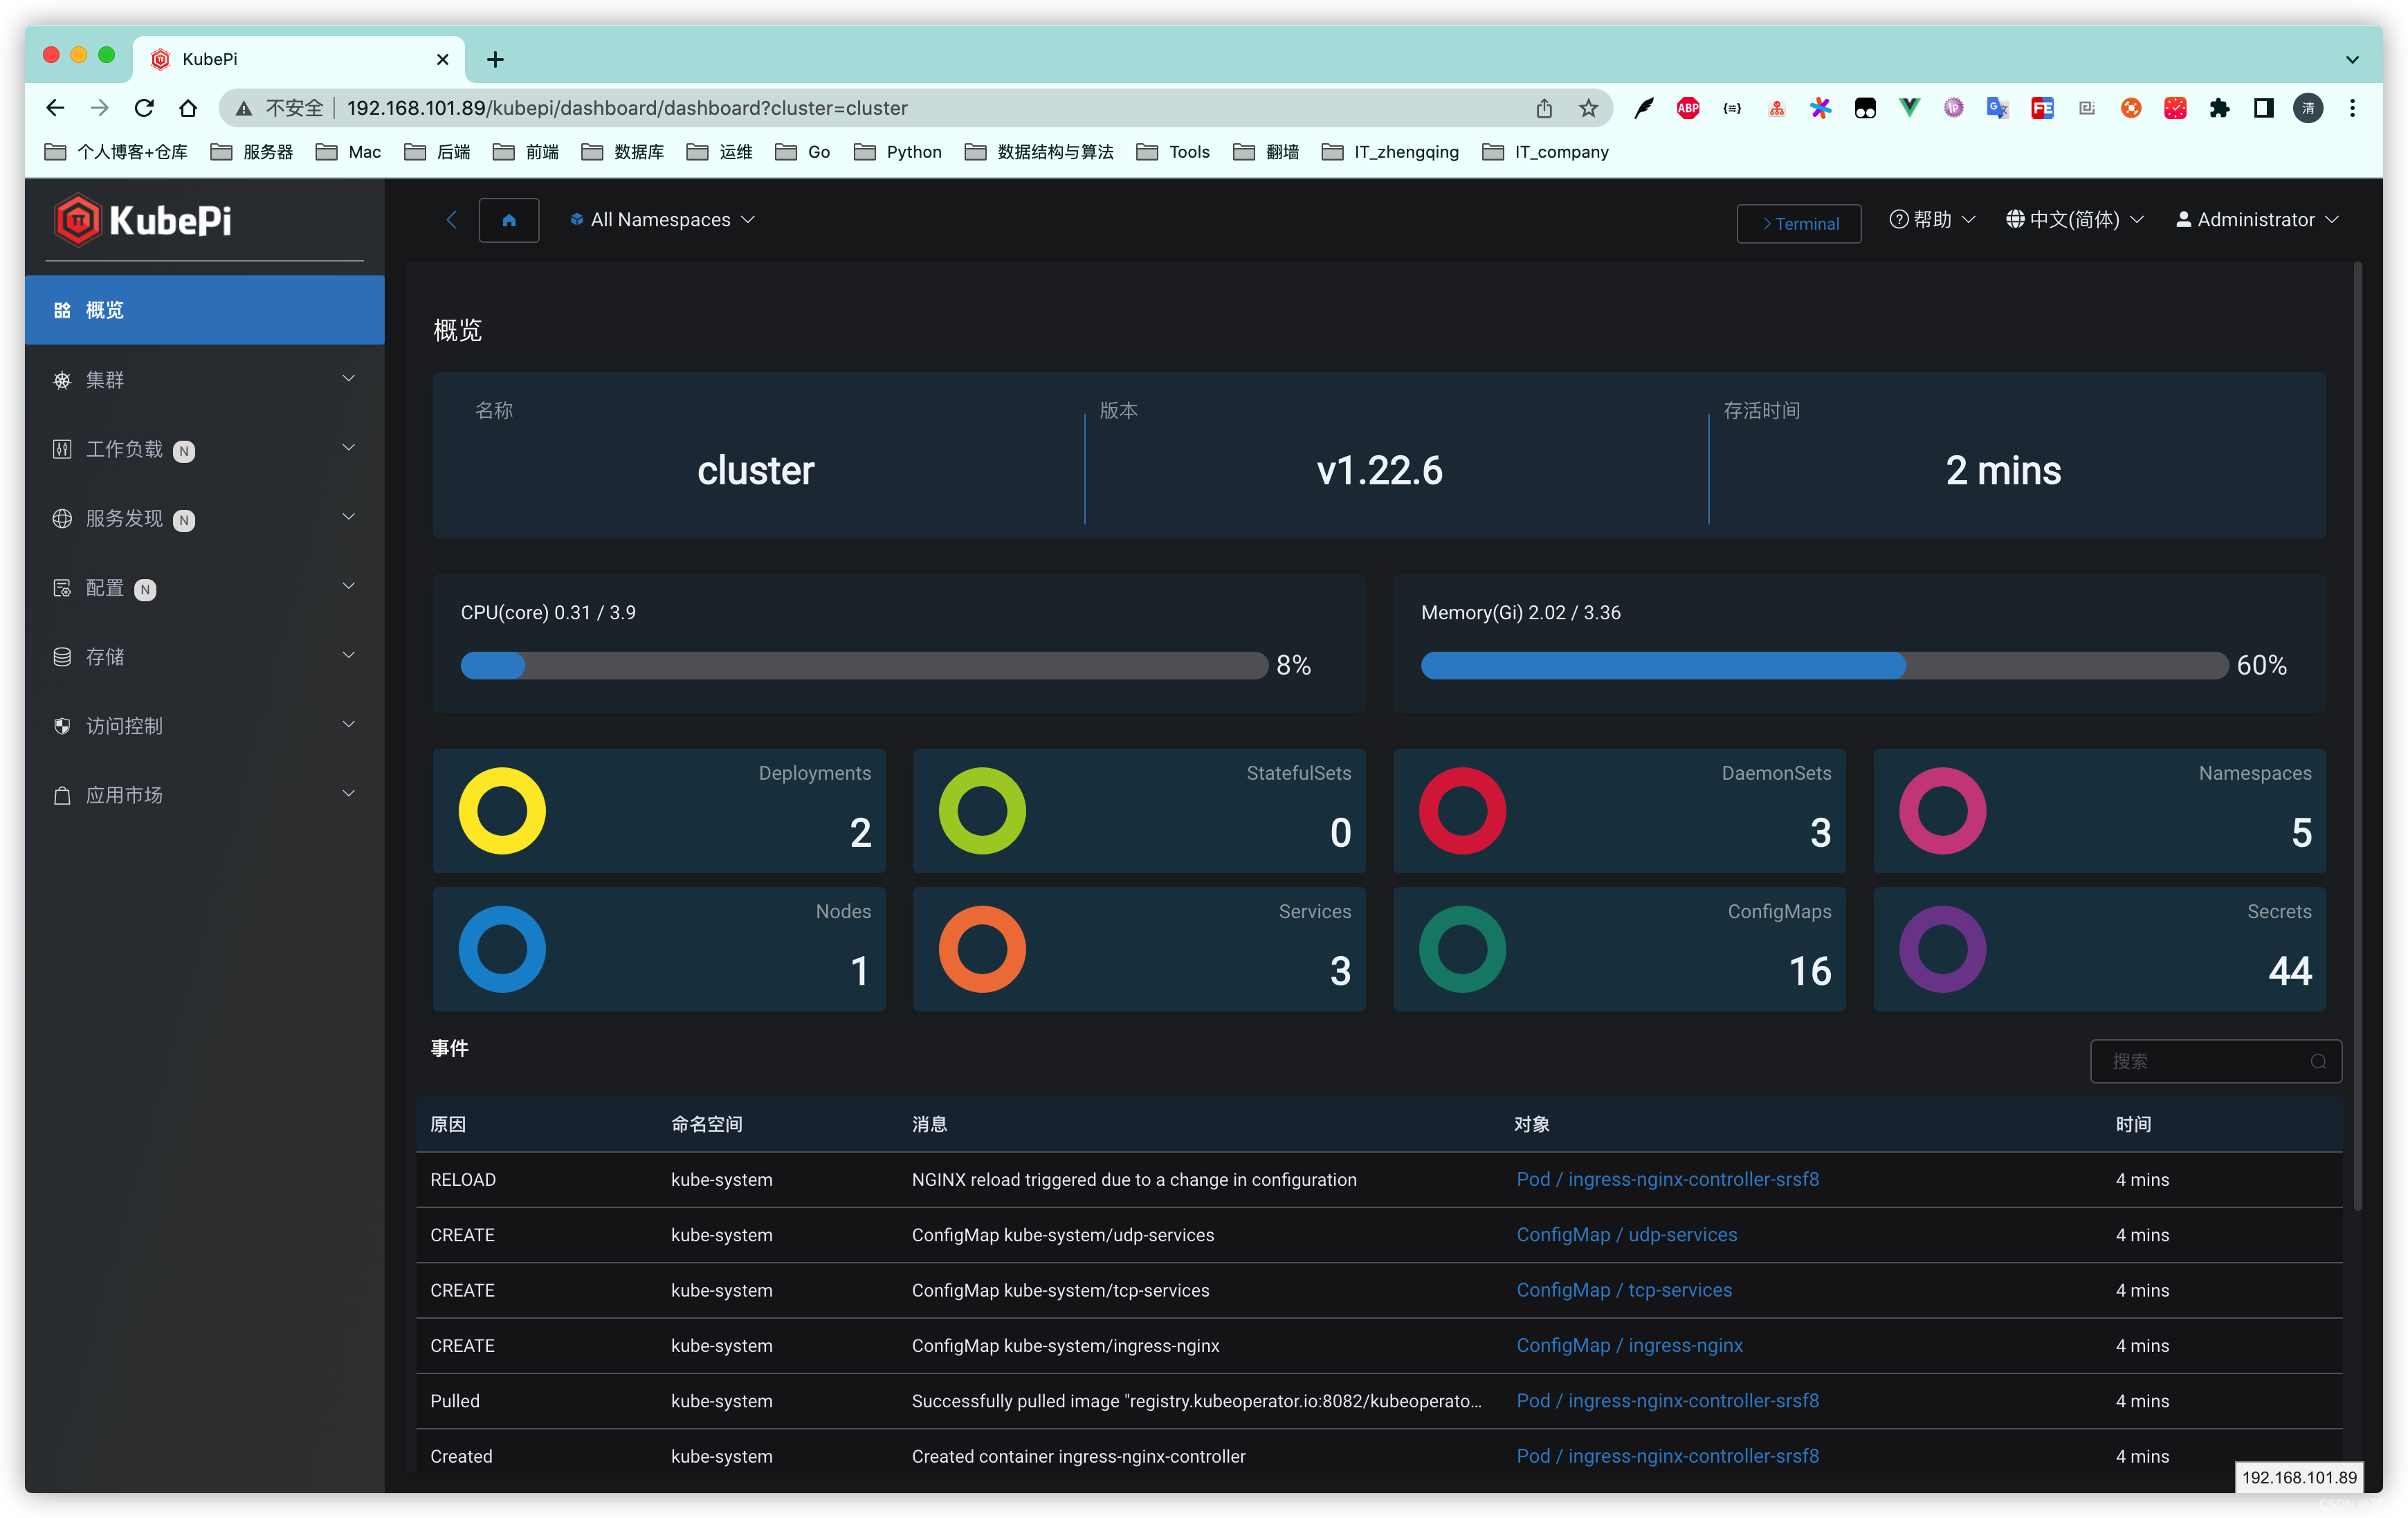 KubePi
不安全 192.168.101.89/kubepi/dashboard/dashboard?cluster=cluster
ABP {≡} IP FE 清
个人博客+仓库 服务器 Mac 后端 前端 数据库 运维 Go Python 数据结构与算法 Tools 翻墙 IT_zhengqing IT_company
KubePi
All Namespaces
>Terminal 帮助 中文(简体) Administrator
概览
集群
工作负载 N
服务发现 N
配置 N
存储
访问控制
应用市场
概览
名称 版本 存活时间
cluster v1.22.6 2 mins
CPU(core) 0.31 / 3.9
8%
Memory(Gi) 2.02 / 3.36
60%
Deployments
2
StatefulSets
0
DaemonSets
3
Namespaces
5
Nodes
1
Services
3
ConfigMaps
16
Secrets
44
事件
搜索
原因 命名空间 消息 对象 时间
RELOAD kube-system NGINX reload triggered due to a change in configuration Pod / ingress-nginx-controller-srsf8 4 mins
CREATE kube-system ConfigMap kube-system/udp-services ConfigMap / udp-services 4 mins
CREATE kube-system ConfigMap kube-system/tcp-services ConfigMap / tcp-services 4 mins
CREATE kube-system ConfigMap kube-system/ingress-nginx ConfigMap / ingress-nginx 4 mins
Pulled kube-system Successfully pulled image "registry.kubeoperator.io:8082/kubeoperato... Pod / ingress-nginx-controller-srsf8 4 mins
Created kube-system Created container ingress-nginx-controller Pod / ingress-nginx-controller-srsf8 4 mins
192.168.101.89